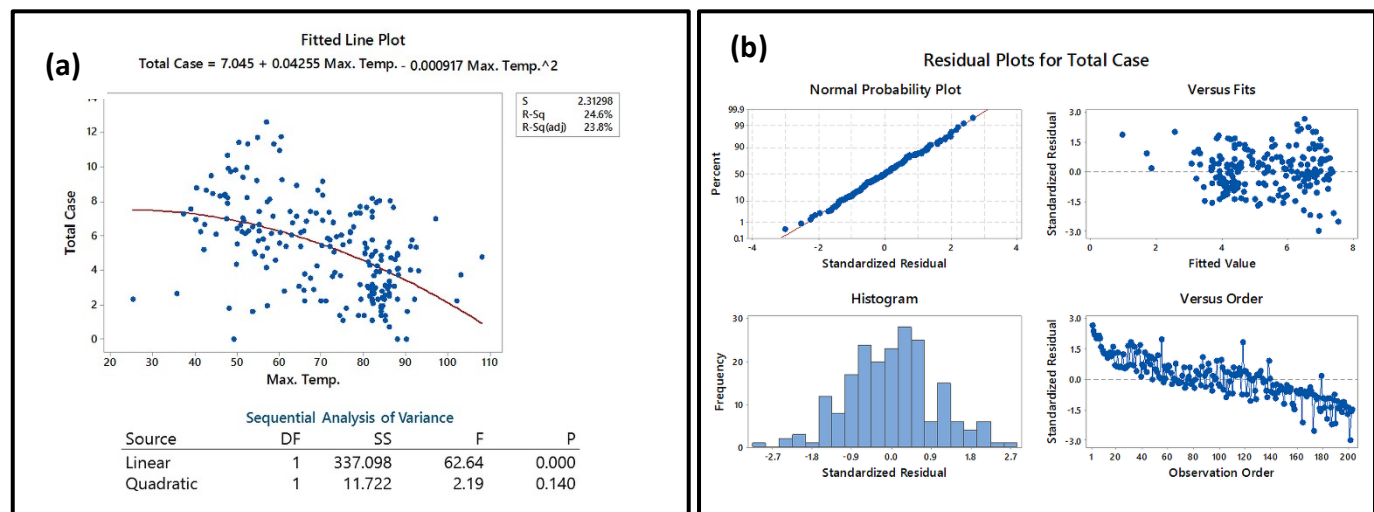 (a)
Fitted Line Plot
Total Case = 7.045 + 0.04255 Max. Temp. - 0.000917 Max. Temp.^2
S 2.31298
R-Sq 24.6%
R-Sq(adj) 23.8%
Total Case
14
12
10
8
6
4
2
0
20 30 40 50 60 70 80 90 100 110
Max. Temp.
Sequential Analysis of Variance
Source DF SS F P
Linear 1 337.098 62.64 0.000
Quadratic 1 11.722 2.19 0.140
(b)
Residual Plots for Total Case
Normal Probability Plot
Percent
99.9
99
90
50
10
1
0.1
-4 -2 0 2 4
Standardized Residual
Versus Fits
Standardized Residual
3.0
1.5
0.0
-1.5
-3.0
0 2 4 6 8
Fitted Value
Histogram
Frequency
30
20
10
0
-2.7 -1.8 -0.9 0.0 0.9 1.8 2.7
Standardized Residual
Versus Order
Standardized Residual
3.0
1.5
0.0
-1.5
-3.0
1 20 40 60 80 100 120 140 160 180 200
Observation Order